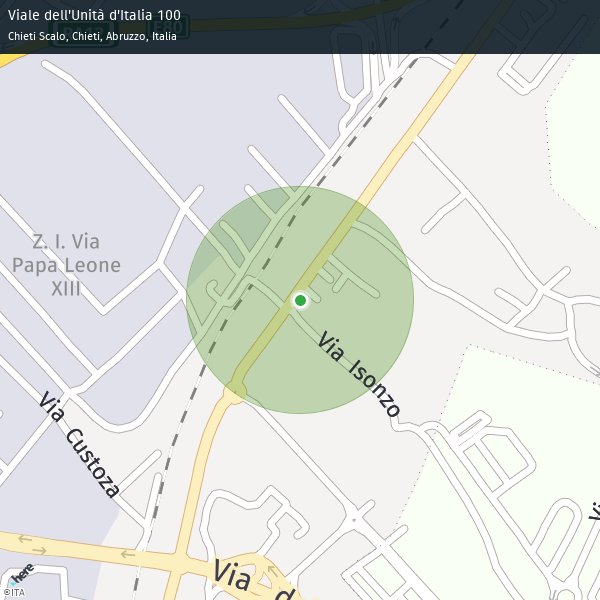 Viale dell'Unità d'Italia 100
Chieti Scalo, Chieti, Abruzzo, Italia
E80
Z. I. Via
Papa Leone
XIII
Via Isonzo
Via Custoza
Via d
here
©ITA